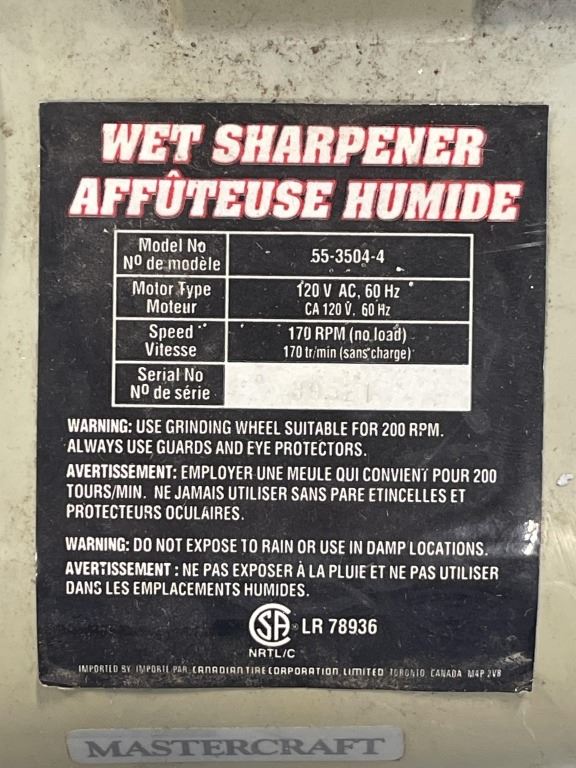 WET SHARPENER
AFFÛTEUSE HUMIDE
Model No 55-3504-4
Nº de modèle
Motor Type 120 V AC, 60 Hz
Moteur CA 120 V, 60 Hz
Speed 170 RPM (no load)
Vitesse 170 tr/min (sans charge)
Serial No
Nº de série
WARNING: USE GRINDING WHEEL SUITABLE FOR 200 RPM.
ALWAYS USE GUARDS AND EYE PROTECTORS.
AVERTISSEMENT: EMPLOYER UNE MEULE QUI CONVIENT POUR 200
TOURS/MIN. NE JAMAIS UTILISER SANS PARE ETINCELLES ET
PROTECTEURS OCULAIRES.
WARNING: DO NOT EXPOSE TO RAIN OR USE IN DAMP LOCATIONS.
AVERTISSEMENT : NE PAS EXPOSER À LA PLUIE ET NE PAS UTILISER
DANS LES EMPLACEMENTS HUMIDES.
SA ® LR 78936
NRTL/C
IMPORTED BY IMPORTÉ PAR CANADIAN TIRE CORPORATION LIMITED TORONTO CANADA M4P 2V8
MASTERCRAFT